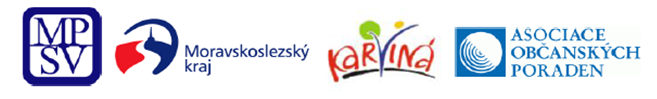 MP
SV
Moravskoslezský
kraj
Karviná
ASOCIACE
OBČANSKÝCH
PORADEN